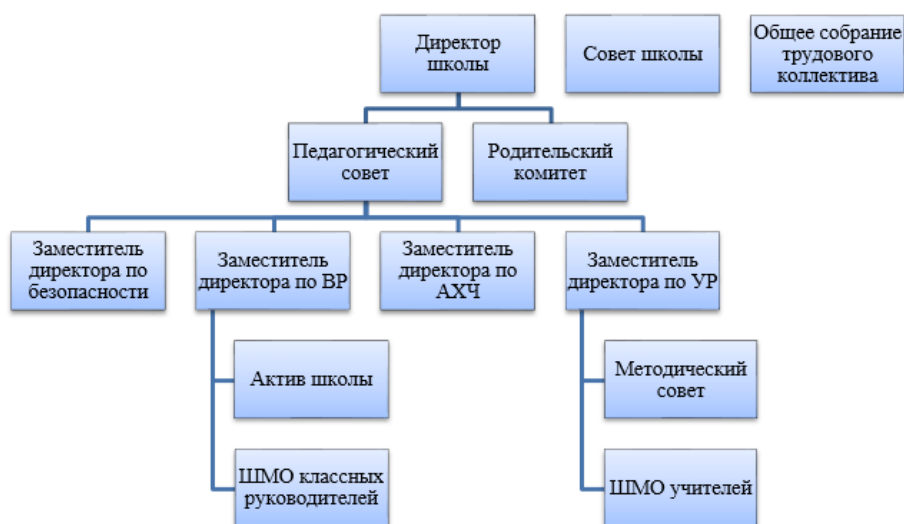 Директор
школы
Совет школы
Общее собрание
трудового
коллектива
Педагогический
совет
Родительский
комитет
Заместитель
директора по
безопасности
Заместитель
директора по ВР
Заместитель
директора по
АХЧ
Заместитель
директора по УР
Актив школы
Методический
совет
ШМО классных
руководителей
ШМО учителей